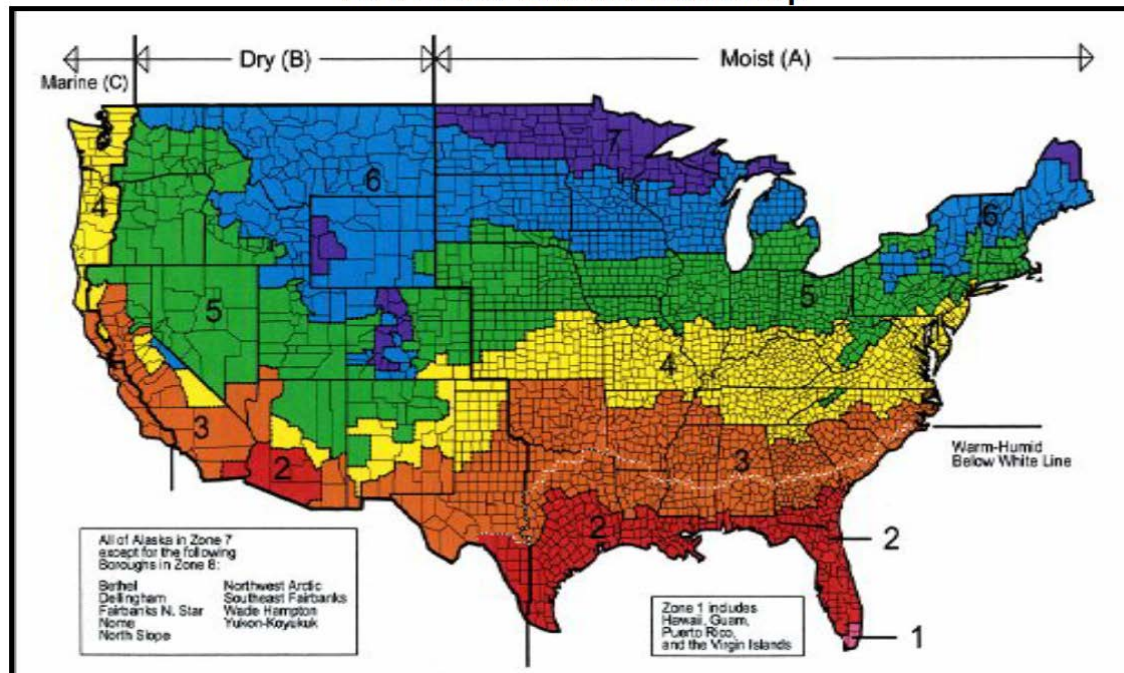 Marine (C)
Dry (B)
Moist (A)
7
6
6
4
5
5
4
3
3
2
2
2
1
Warm-Humid
Below White Line
All of Alaska in Zone 7
except for the following
Boroughs in Zone 8:
Bethel Northwest Arctic
Dellingham Southeast Fairbanks
Fairbanks N. Star Wade Hampton
Nome Yukon-Koyukuk
North Slope
Zone 1 includes
Hawaii, Guam,
Puerto Rico,
and the Virgin Islands